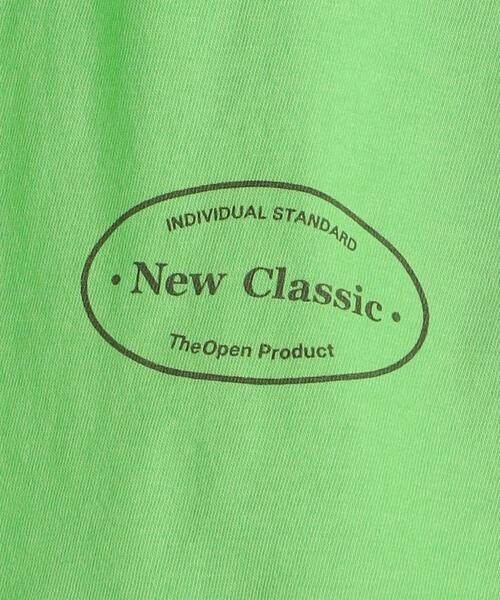 INDIVIDUAL STANDARD
• New Classic •
TheOpen Product